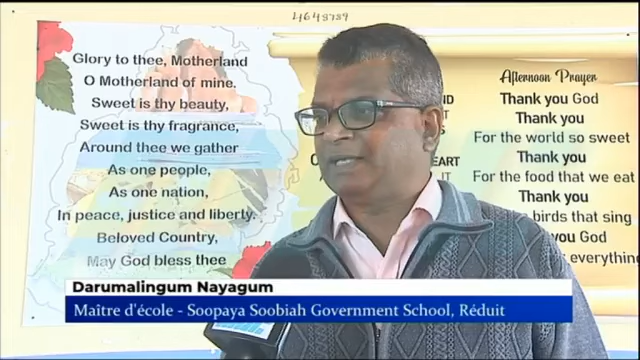 4648789
Glory to thee, Motherland
O Motherland of mine.
Sweet is thy beauty,
Sweet is thy fragrance,
Around thee we gather
As one people,
As one nation,
In peace, justice and liberty.
Beloved Country,
May God bless thee
Afternoon Prayer
Thank you God
Thank you
For the world so sweet
Thank you
For the food that we eat
Thank you
birds that sing
you God
everything
Darumalingum Nayagum
Maître d'école - Soopaya Soobiah Government School, Réduit